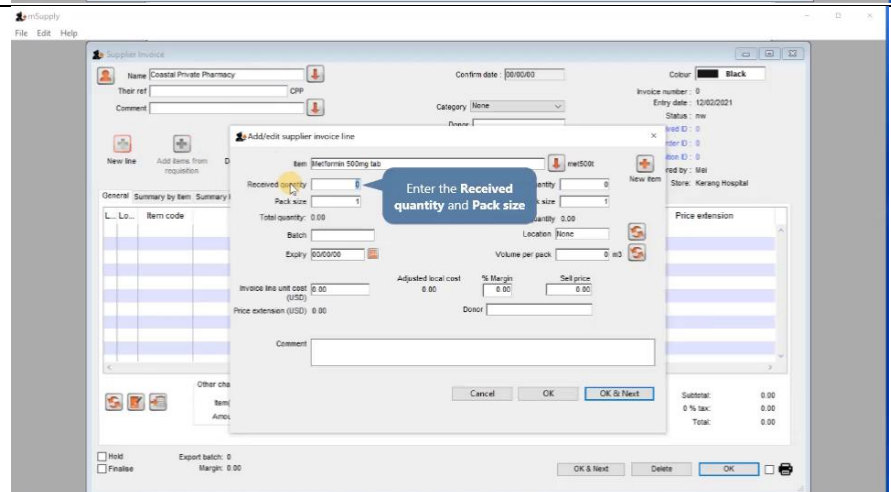 mSupply
File Edit Help
Supplier Invoice
Name Coastal Private Pharmacy
Confirm date : 00/00/00
Colour Black
Their ref CPP
Invoice number : 0
Comment
Category None
Entry date : 12/02/2021
Donor
Status : nw
Add/edit supplier invoice line
New line Add items from requisition
Item Metformin 500mg tab met500t
New item
Store: Kerang Hospital
Received quantity 0
Enter the Received quantity and Pack size
0
Pack size 1
1
General Summary by Item Summary
Total quantity: 0.00
0.00
L... Lo... Item code
Price extension
Batch
Location None
Expiry 00/00/00
Volume per pack 0 m3
Adjusted local cost % Margin Sell price
Invoice line unit cost (USD) 0.00
0.00 0.00 0.00
Price extension (USD) 0.00
Donor
Comment
Cancel OK OK & Next
Subtotal: 0.00
0 % tax: 0.00
Total: 0.00
Hold Export batch: 0
Finalise Margin: 0.00
OK & Next Delete OK